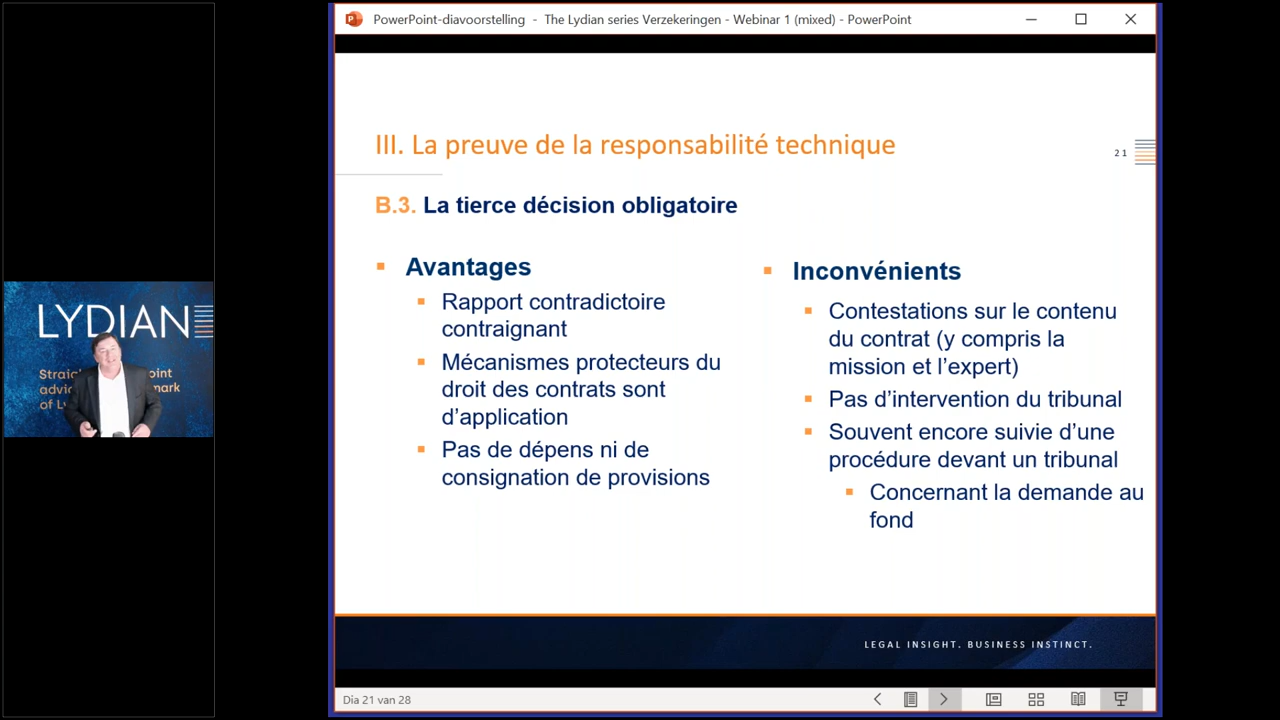 PowerPoint-diavoorstelling - The Lydian series Verzekeringen - Webinar 1 (mixed) - PowerPoint
III. La preuve de la responsabilité technique
21
B.3. La tierce décision obligatoire
Avantages
Rapport contradictoire
contraignant
Mécanismes protecteurs du
droit des contrats sont
d’application
Pas de dépens ni de
consignation de provisions
Inconvénients
Contestations sur le contenu
du contrat (y compris la
mission et l’expert)
Pas d’intervention du tribunal
Souvent encore suivie d’une
procédure devant un tribunal
Concernant la demande au
fond
LEGAL INSIGHT. BUSINESS INSTINCT.
Dia 21 van 28
LYDIAN